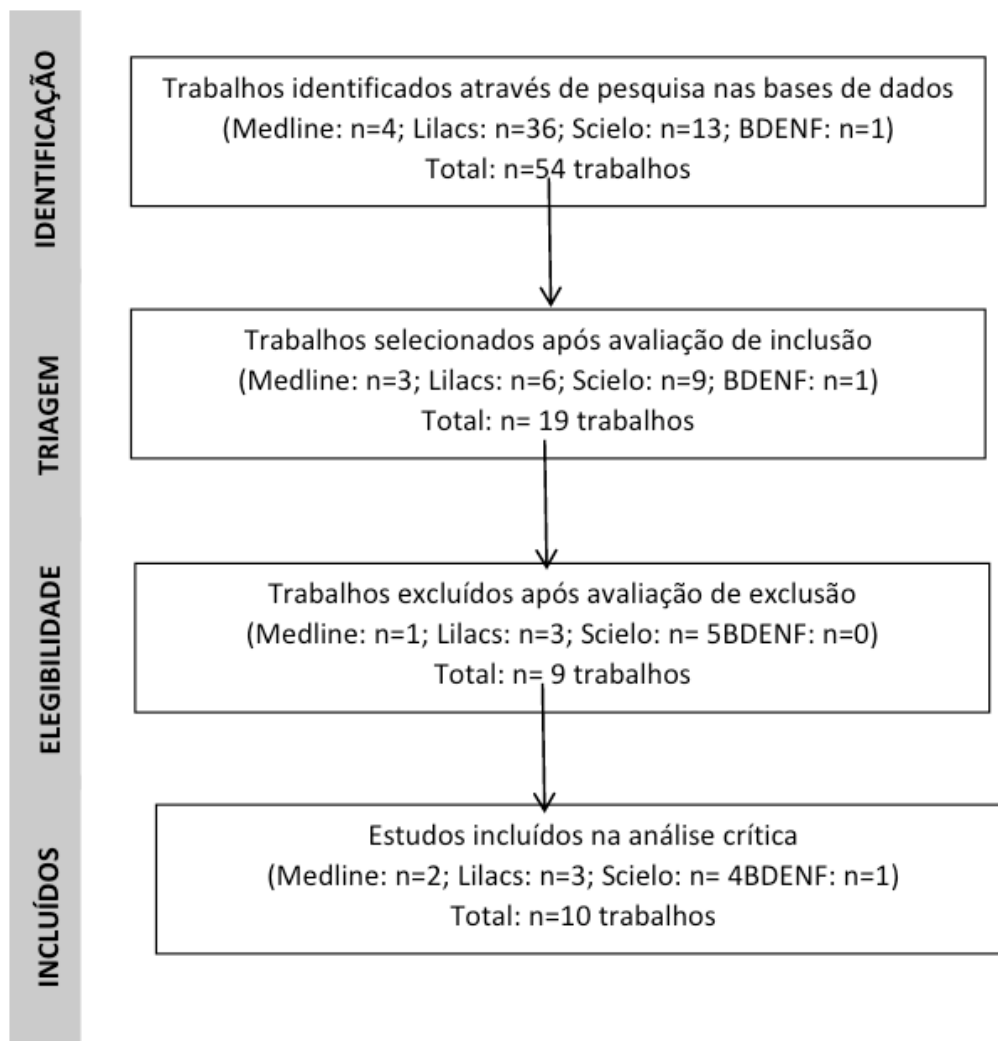 IDENTIFICAÇÃO
Trabalhos identificados através de pesquisa nas bases de dados
(Medline: n=4; Lilacs: n=36; Scielo: n=13; BDENF: n=1)
Total: n=54 trabalhos
TRIAGEM
Trabalhos selecionados após avaliação de inclusão
(Medline: n=3; Lilacs: n=6; Scielo: n=9; BDENF: n=1)
Total: n= 19 trabalhos
ELEGIBILIDADE
Trabalhos excluídos após avaliação de exclusão
(Medline: n=1; Lilacs: n=3; Scielo: n= 5BDENF: n=0)
Total: n= 9 trabalhos
INCLUÍDOS
Estudos incluídos na análise crítica
(Medline: n=2; Lilacs: n=3; Scielo: n= 4BDENF: n=1)
Total: n=10 trabalhos